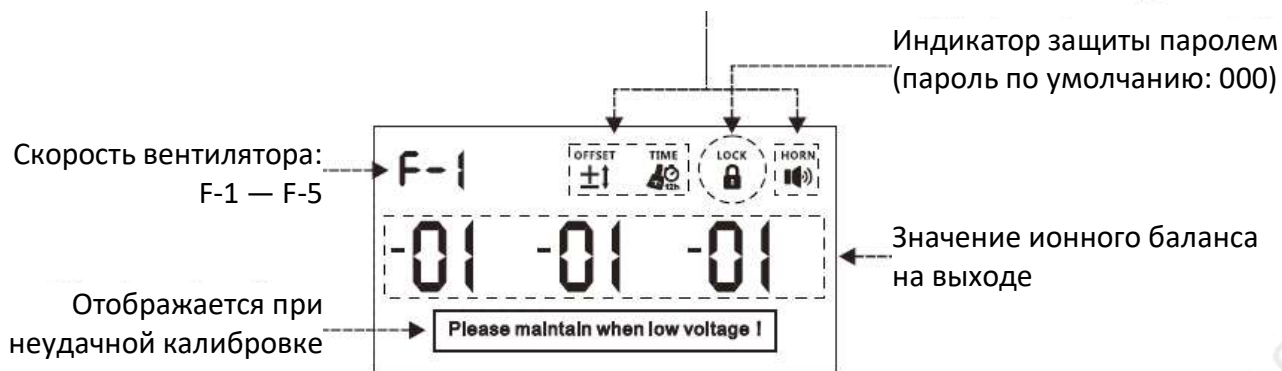 Индикатор защиты паролем
(пароль по умолчанию: 000)
Скорость вентилятора:
F-1 — F-5
F-1
OFFSET TIME LOCK HORN
12h
-01 -01 -01
Значение ионного баланса
на выходе
Отображается при
неудачной калибровке
Please maintain when low voltage !